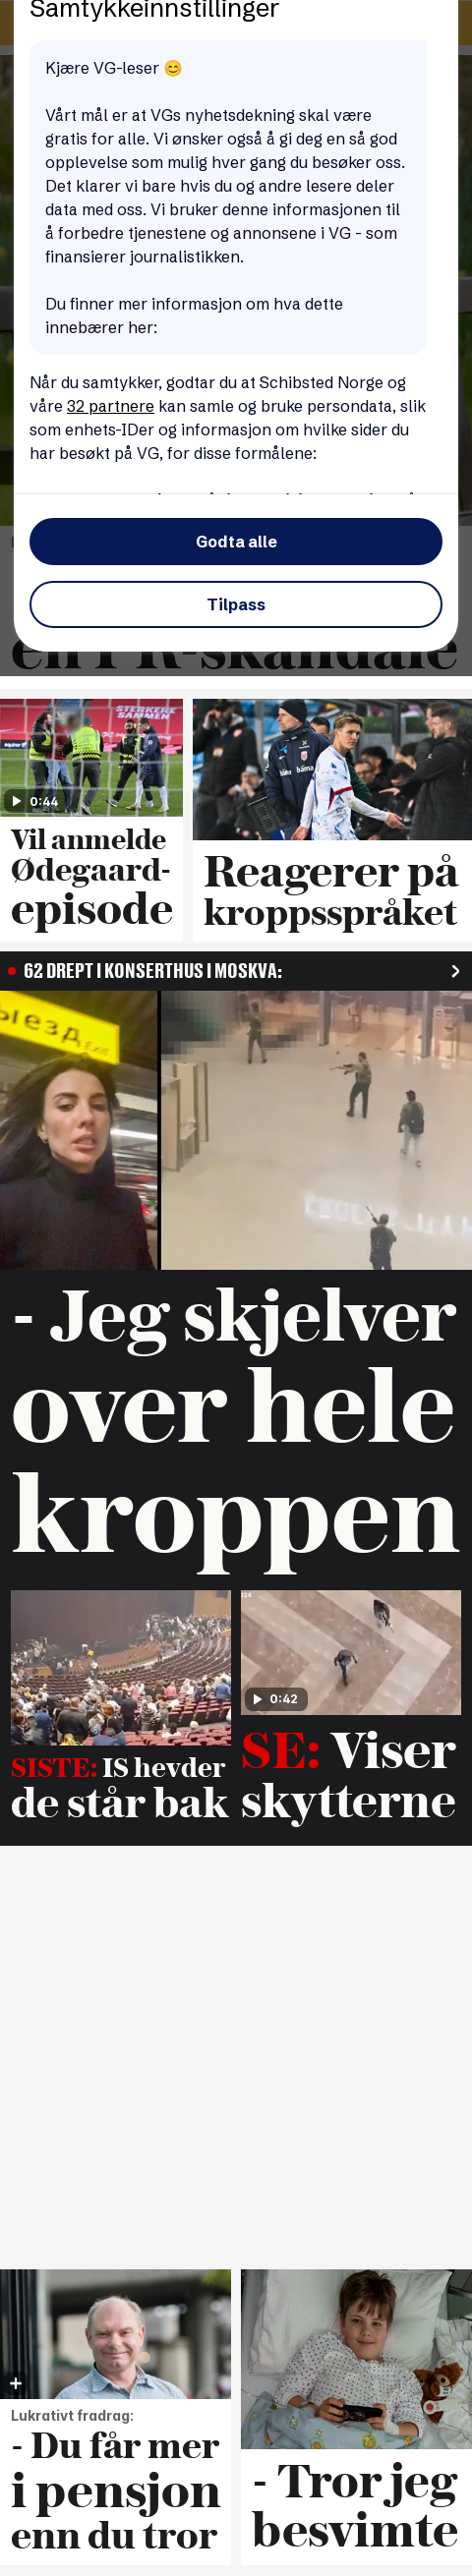 Samtykkeinnstillinger
Kjære VG-leser 😊
Vårt mål er at VGs nyhetsdekning skal være
gratis for alle. Vi ønsker også å gi deg en så god
opplevelse som mulig hver gang du besøker oss.
Det klarer vi bare hvis du og andre lesere deler
data med oss. Vi bruker denne informasjonen til
å forbedre tjenestene og annonsene i VG - som
finansierer journalistikken.
Du finner mer informasjon om hva dette
innebærer her:
Når du samtykker, godtar du at Schibsted Norge og
våre 32 partnere kan samle og bruke persondata, slik
som enhets-IDer og informasjon om hvilke sider du
har besøkt på VG, for disse formålene:
Godta alle
Tilpass
en PR-skandale
STERKERE
SAMMEN
0:44
Vil anmelde
Ødegaard-
episode
Reagerer på
kroppsspråket
62 DREPT I KONSERTHUS I MOSKVA:
ыезд
- Jeg skjelver
over hele
kroppen
0:42
SISTE: IS hevder
de står bak
SE: Viser
skytterne
Lukrativt fradrag:
- Du får mer
i pensjon
enn du tror
- Tror jeg
besvimte